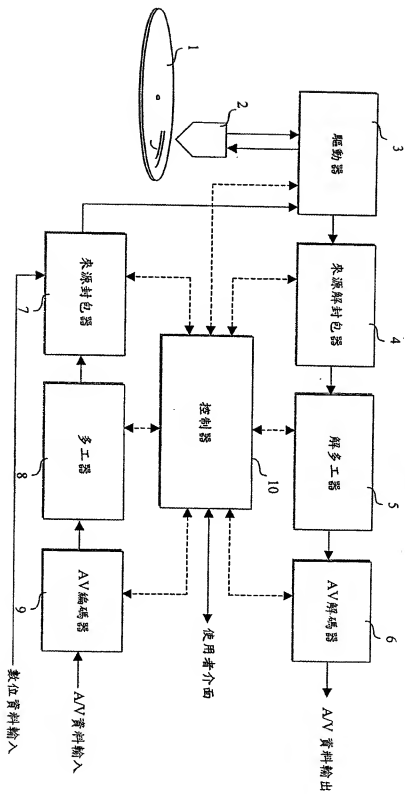 1
2
3
驅動器
來源解封包器
4
解多工器
5
AV解碼器
6
A/V 資料輸出
控制器
10
使用者介面
來源封包器
7
多工器
8
AV編碼器
9
A/V資料輸入
數位資料輸入